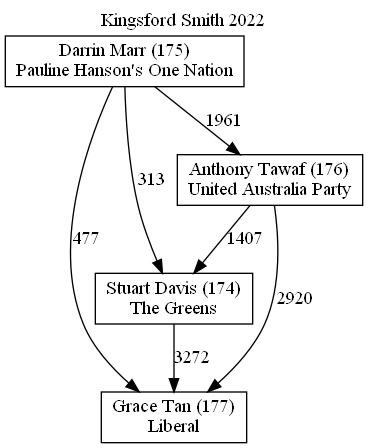 Kingsford Smith 2022
Darrin Marr (175)
Pauline Hanson's One Nation
1961
Anthony Tawaf (176)
United Australia Party
313
477
1407
2920
Stuart Davis (174)
The Greens
3272
Grace Tan (177)
Liberal